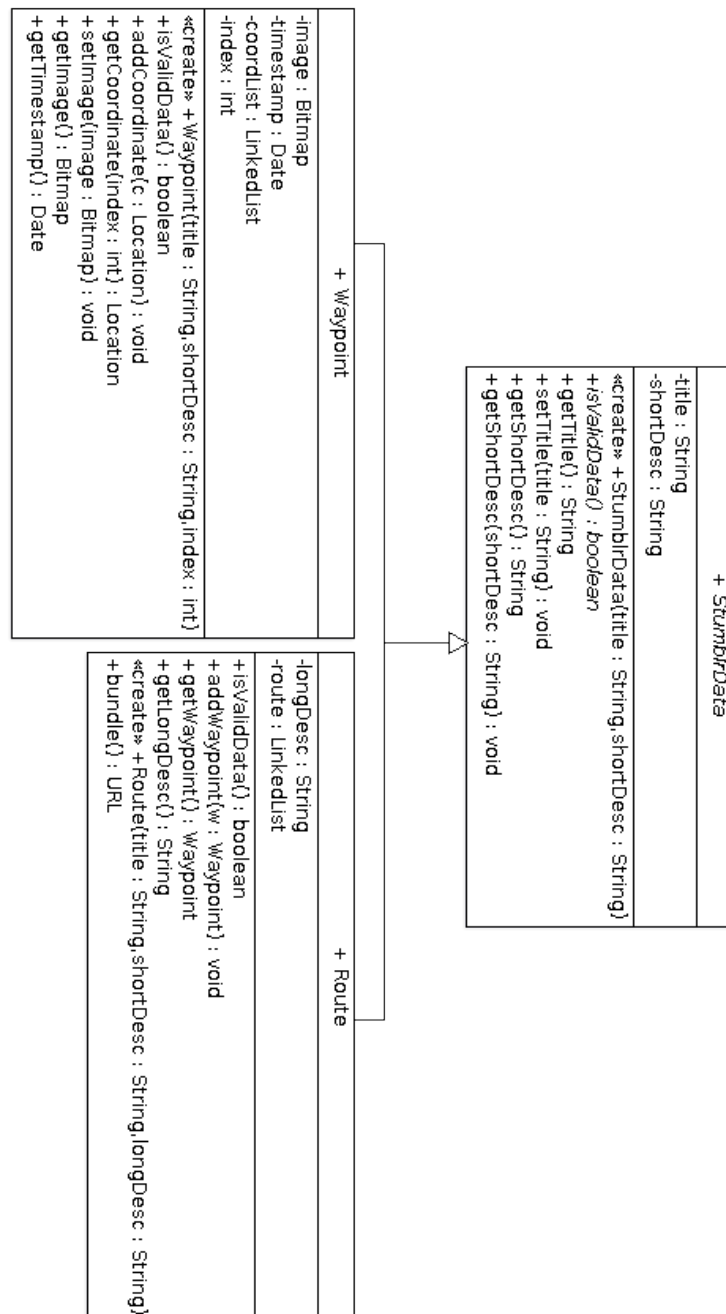 + StumblrData
-title : String
-shortDesc : String
«create» + StumblrData(title : String,shortDesc : String)
+isValidData() : boolean
+getTitle() : String
+setTitle(title : String) : void
+getShortDesc() : String
+getShortDesc(shortDesc : String) : void
+ Waypoint
-image : Bitmap
-timestamp : Date
-coordList : LinkedList
-index : int
«create» + Waypoint(title : String,shortDesc : String,index : int)
+isValidData() : boolean
+addCoordinate(c : Location) : void
+getCoordinate(index : int) : Location
+setImage(image : Bitmap) : void
+getImage() : Bitmap
+getTimestamp() : Date
+ Route
-longDesc : String
-route : LinkedList
+isValidData() : boolean
+addWaypoint(w : Waypoint) : void
+getWaypoint() : Waypoint
+getLongDesc() : String
«create» +Route(title : String,shortDesc : String,longDesc : String)
+bundle() : URL